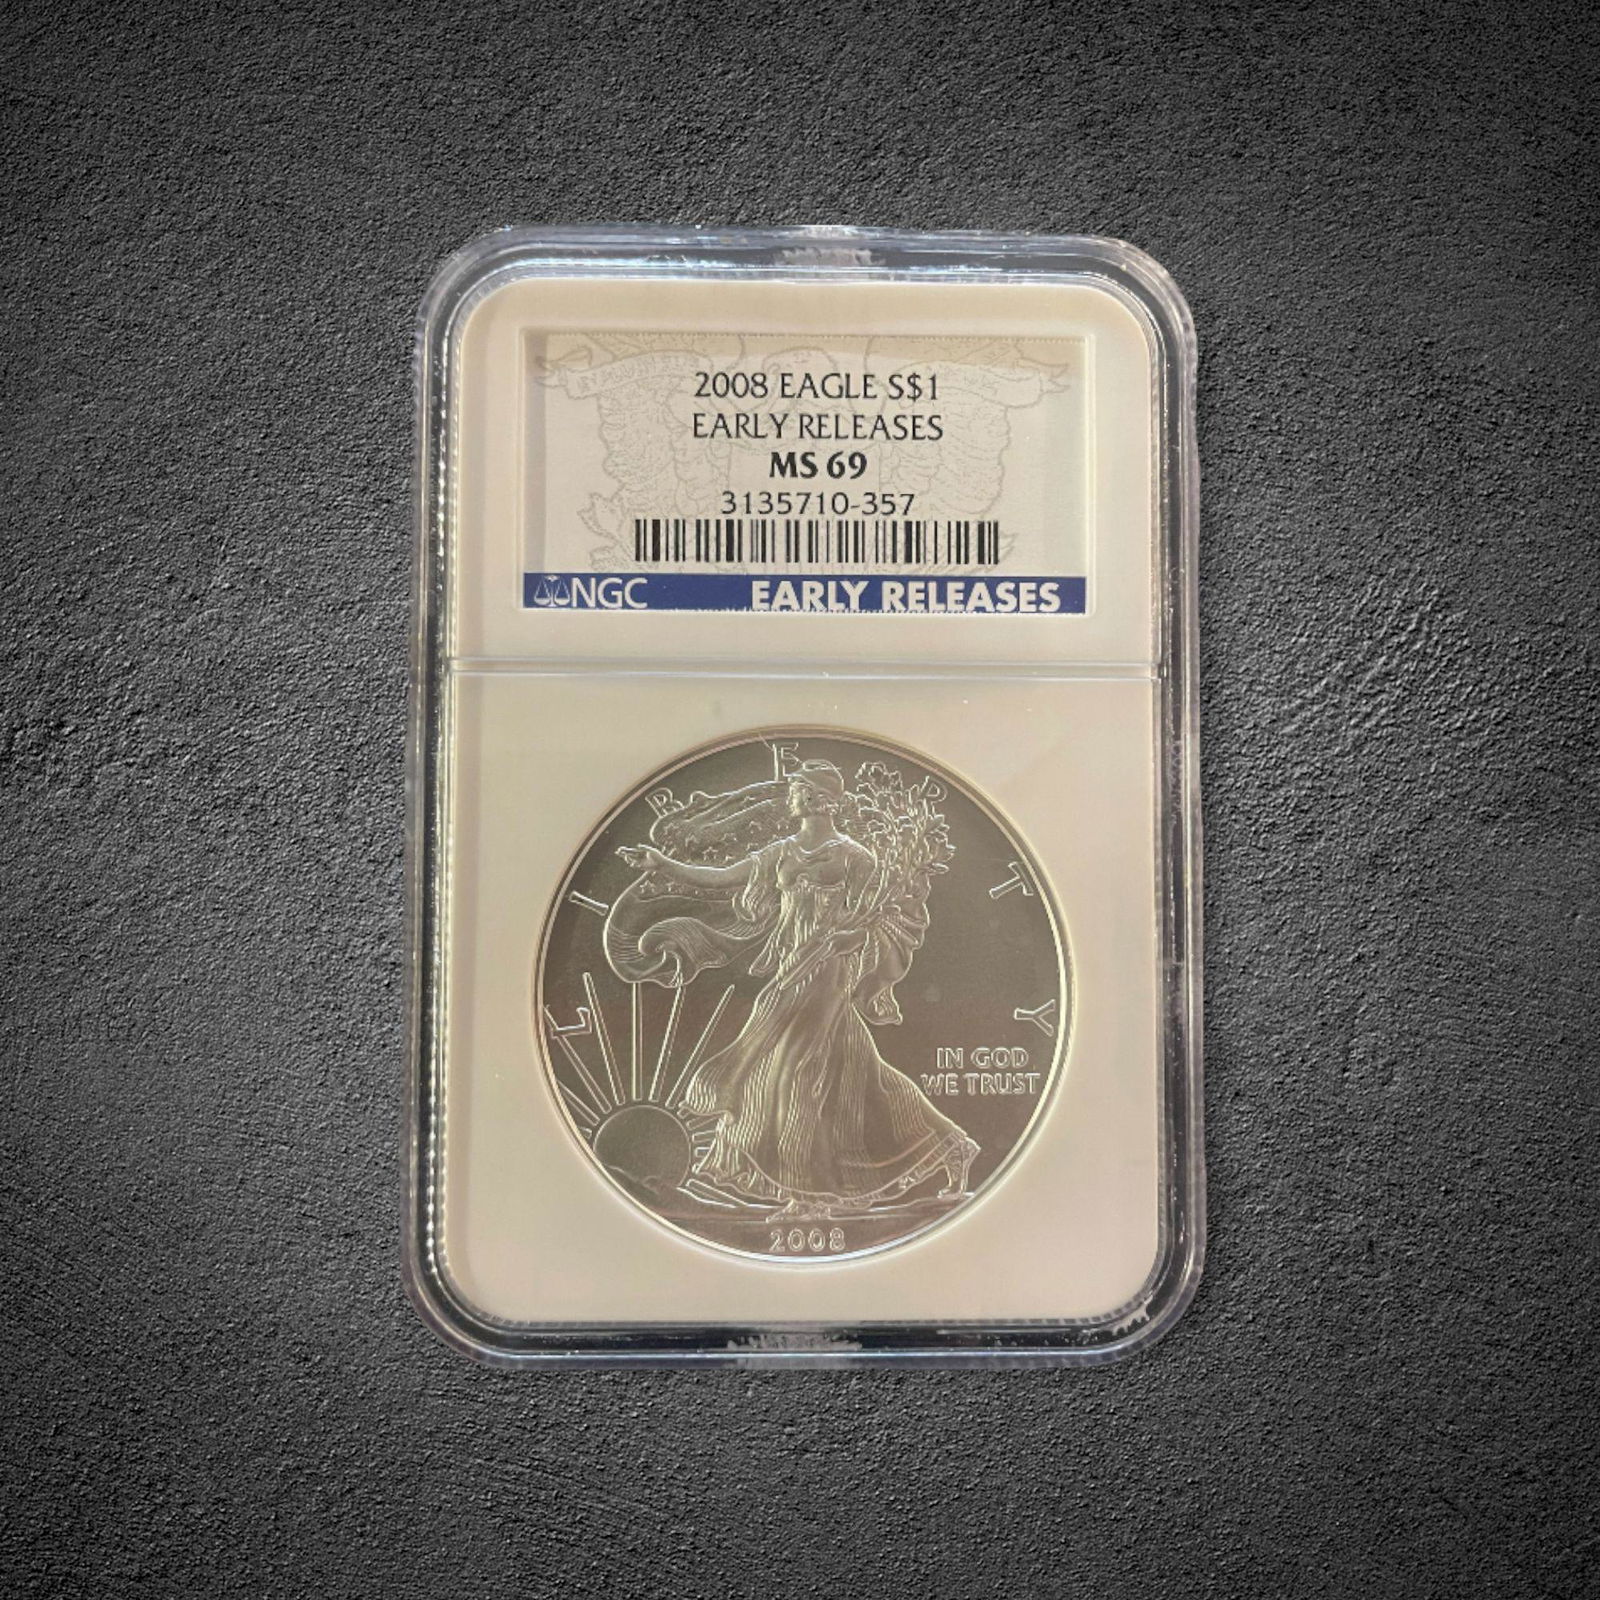 2008 EAGLE S$1
EARLY RELEASES
MS 69
3135710-357
NGC EARLY RELEASES
LIBERTY
IN GOD
WE TRUST
2008